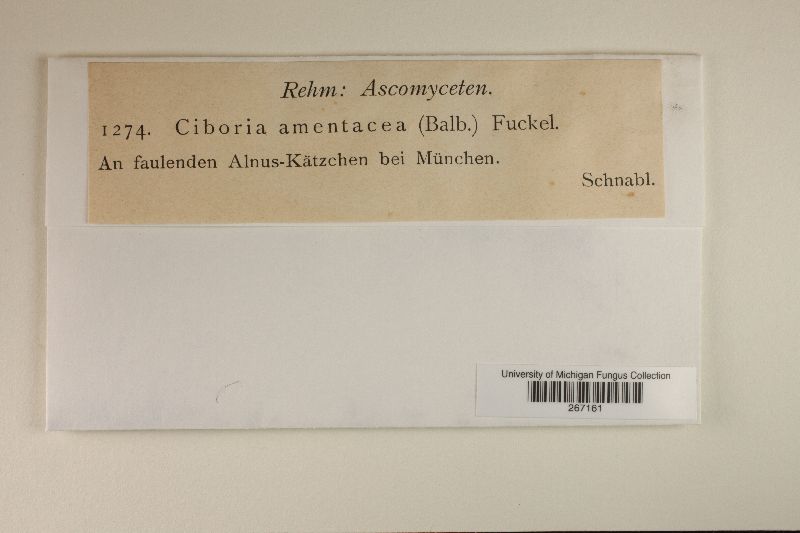 Rehm: Ascomyceten.
1274. Ciboria amentacea (Balb.) Fuckel.
An faulenden Alnus-Kätzchen bei München.
Schnabl.
University of Michigan Fungus Collection
267161